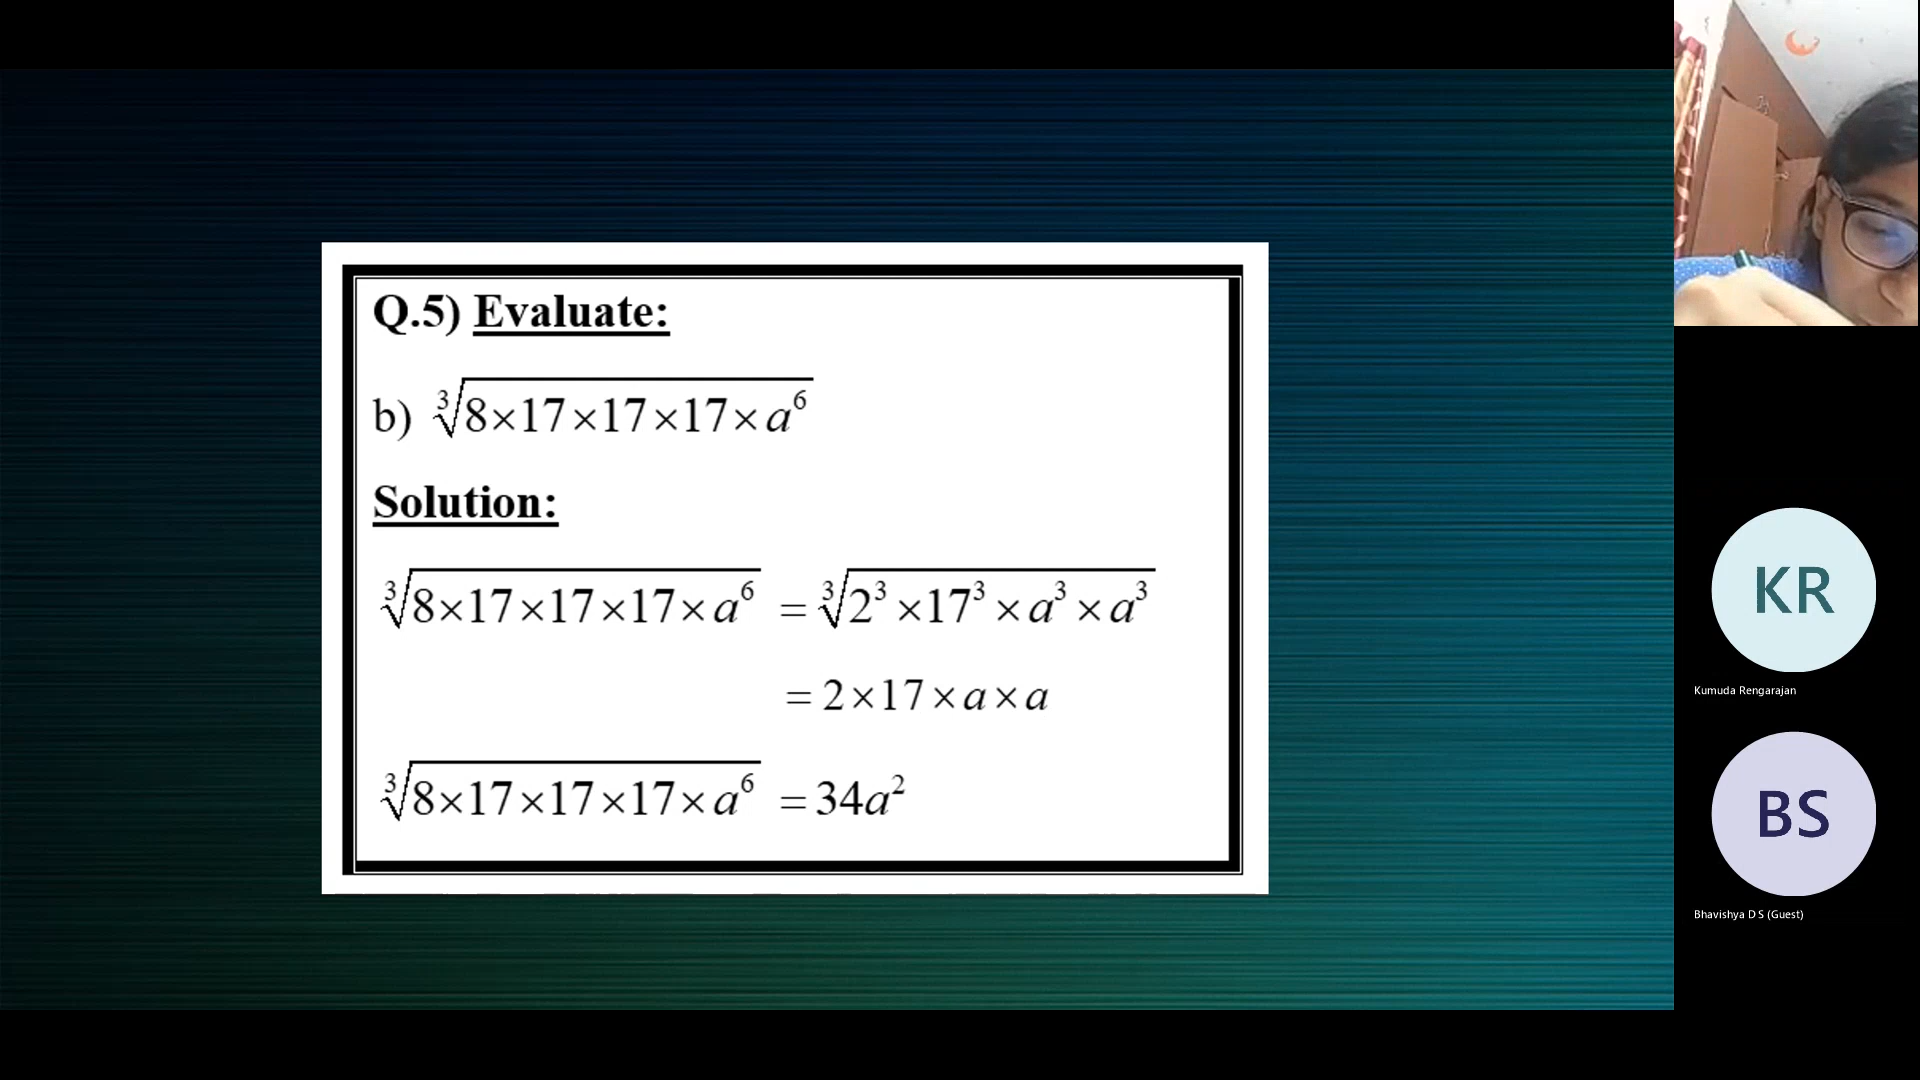 Q.5) Evaluate:
b) ∛(8×17×17×17×a⁶)
Solution:
∛(8×17×17×17×a⁶) = ∛(2³×17³×a³×a³)
= 2×17×a×a
∛(8×17×17×17×a⁶) = 34a²
KR
Kumuda Rengarajan
BS
Bhavishya D S (Guest)